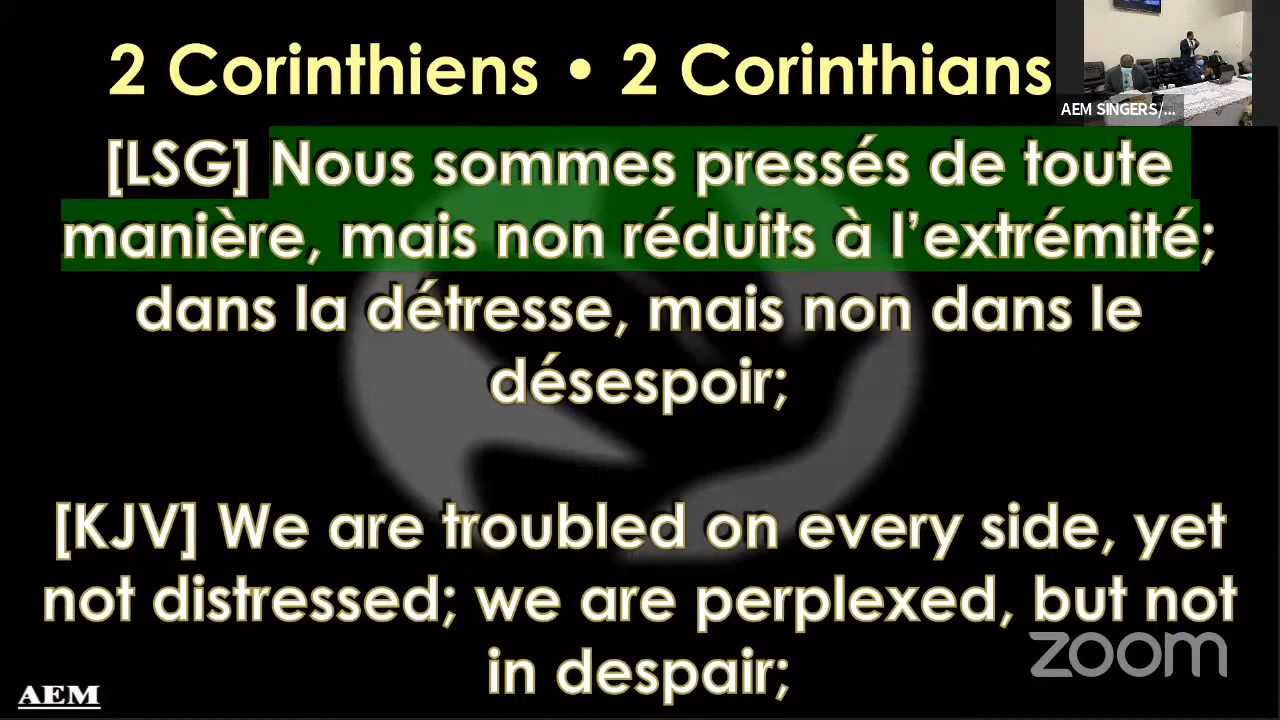 2 Corinthiens • 2 Corinthians
AEM SINGERS/...
[LSG] Nous sommes pressés de toute
manière, mais non réduits à l’extrémité;
dans la détresse, mais non dans le
désespoir;
[KJV] We are troubled on every side, yet
not distressed; we are perplexed, but not
in despair;
zoom
AEM